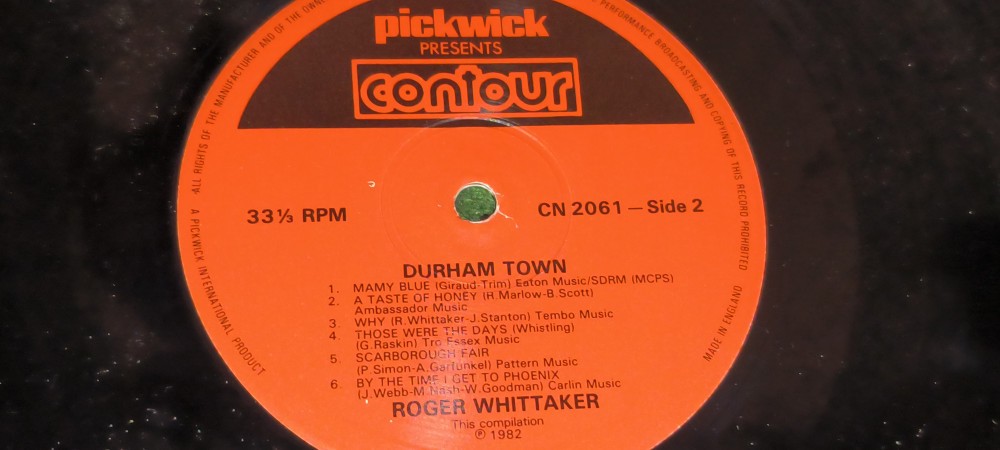 pickwick
PRESENTS
contour
33⅓ RPM
CN 2061 — Side 2
DURHAM TOWN
1. MAMY BLUE (Giraud-Trim) Eaton Music/SDRM (MCPS)
2. A TASTE OF HONEY (R.Marlow-B.Scott)
Ambassador Music
3. WHY (R.Whittaker-J.Stanton) Tembo Music
4. THOSE WERE THE DAYS (Whistling)
(G.Raskin) Tro Essex Music
5. SCARBOROUGH FAIR
(P Simon-A.Garfunkel) Pattern Music
6. BY THE TIME I GET TO PHOENIX
(J.Webb-M.Nash-W.Goodman) Carlin Music
ROGER WHITTAKER
This compilation
℗ 1982
A PICKWICK INTERNATIONAL PRODUCT
ALL RIGHTS OF THE MANUFACTURER AND OF THE OWNE
PERFORMANCE BROADCASTING AND COPYING OF THIS RECORD PROHIBITED
MADE IN ENGLAND